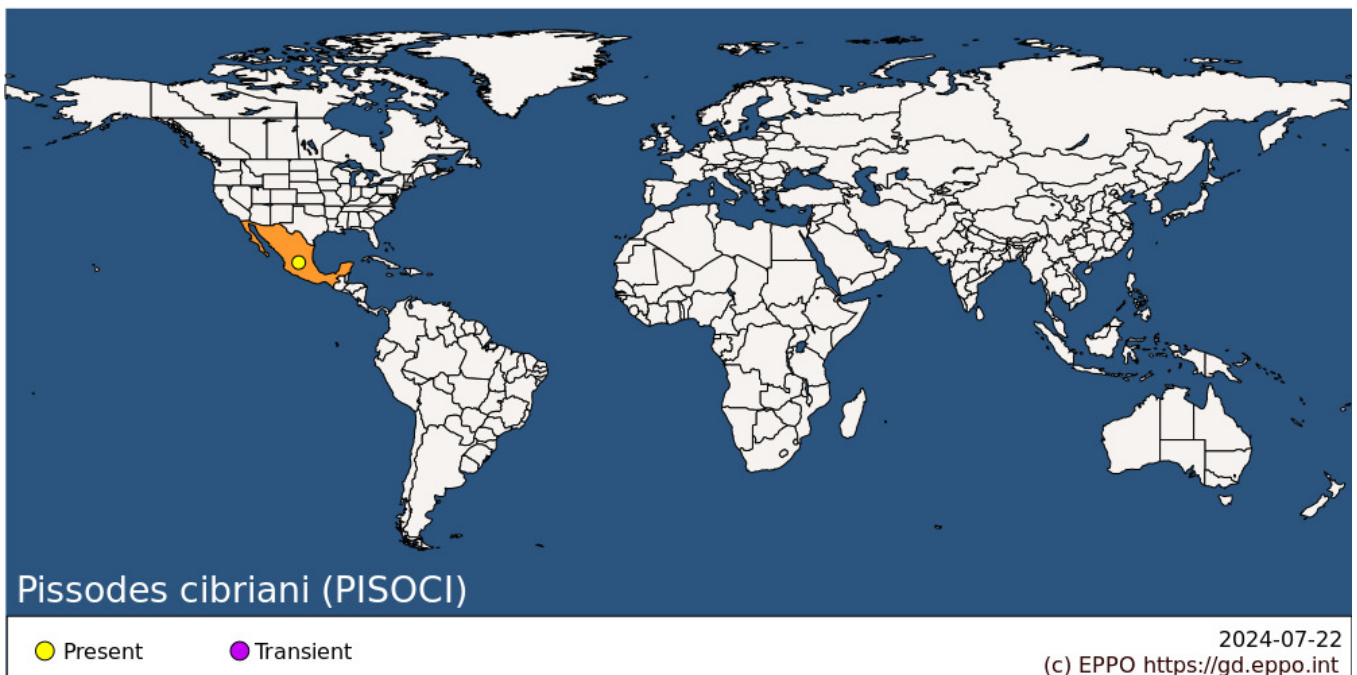 Pissodes cibriani (PISOCI)
Present
Transient
2024-07-22
(c) EPPO https://gd.eppo.int